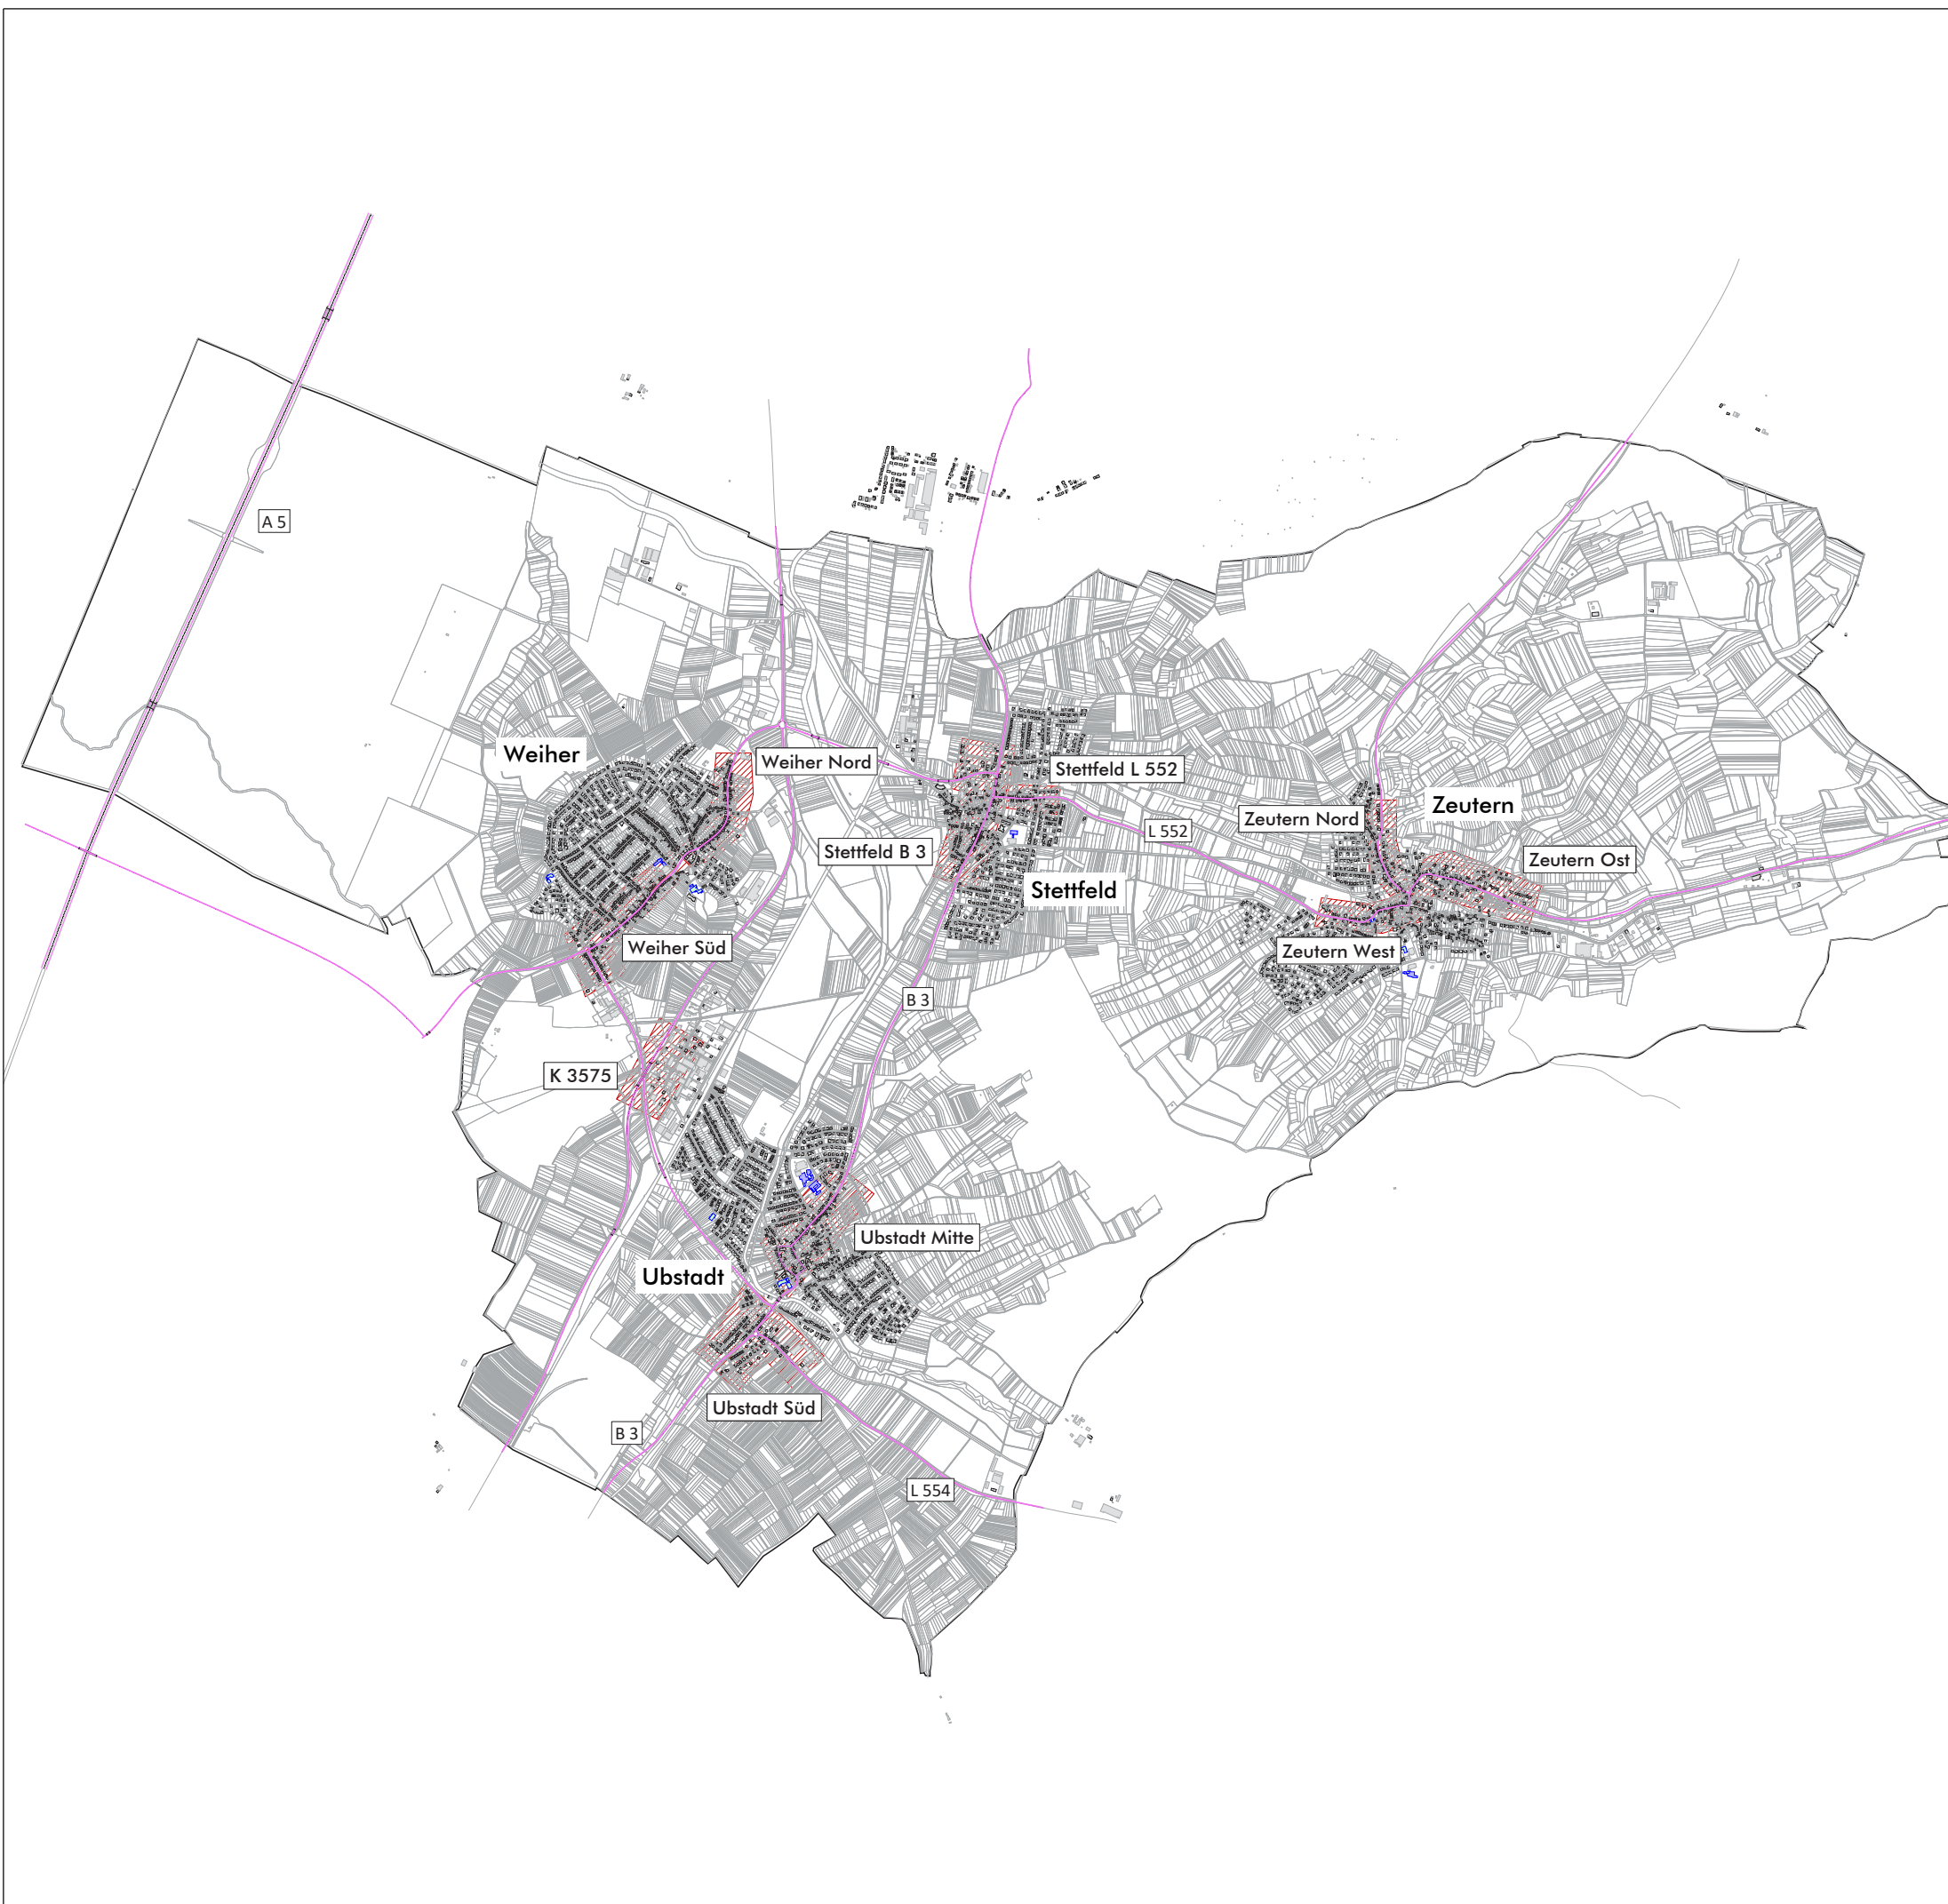 A 5
Weiher
Weiher Nord
Stettfeld L 552
Zeutern
Zeutern Nord
L 552
Stettfeld B 3
Zeutern Ost
Stettfeld
Weiher Süd
Zeutern West
B 3
K 3575
Ubstadt Mitte
Ubstadt
Ubstadt Süd
B 3
L 554